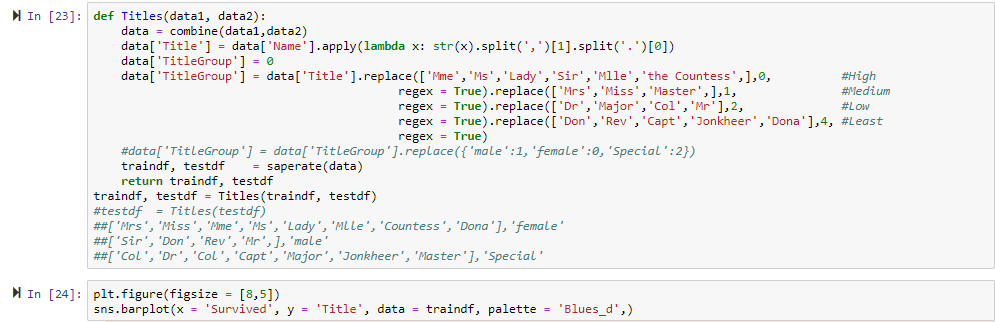 In [23]: def Titles(data1, data2):
    data = combine(data1,data2)
    data['Title'] = data['Name'].apply(lambda x: str(x).split(',')[1].split('.')[0])
    data['TitleGroup'] = 0
    data['TitleGroup'] = data['Title'].replace(['Mme','Ms','Lady','Sir','Mlle','the Countess',],0,          #High
                                           regex = True).replace(['Mrs','Miss','Master',],1,               #Medium
                                           regex = True).replace(['Dr','Major','Col','Mr'],2,              #Low
                                           regex = True).replace(['Don','Rev','Capt','Jonkheer','Dona'],4, #Least
                                           regex = True)
    #data['TitleGroup'] = data['TitleGroup'].replace({'male':1,'female':0,'Special':2})
    traindf, testdf    = saperate(data)
    return traindf, testdf
traindf, testdf = Titles(traindf, testdf)
#testdf  = Titles(testdf)
##['Mrs','Miss','Mme','Ms','Lady','Mlle','Countess','Dona'],'female'
##['Sir','Don','Rev','Mr',],'male'
##['Col','Dr','Col','Capt','Major','Jonkheer','Master'],'Special'
In [24]: plt.figure(figsize = [8,5])
sns.barplot(x = 'Survived', y = 'Title', data = traindf, palette = 'Blues_d',)